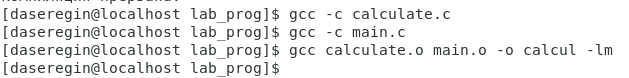 [daseregin@localhost lab_prog]$ gcc -c calculate.c
[daseregin@localhost lab_prog]$ gcc -c main.c
[daseregin@localhost lab_prog]$ gcc calculate.o main.o -o calcul -lm
[daseregin@localhost lab_prog]$